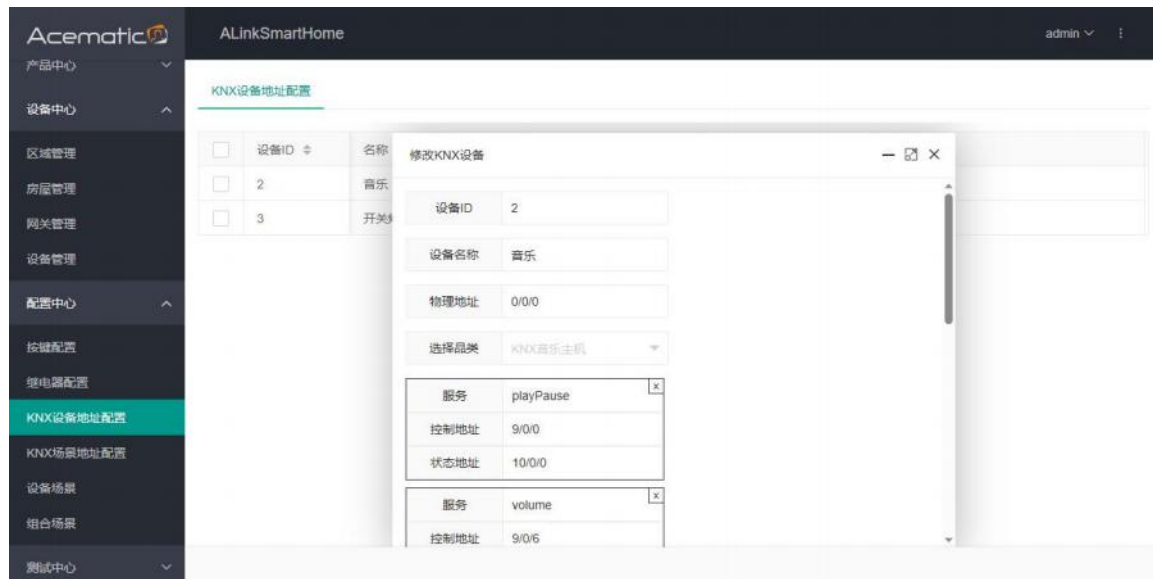 Acematic
ALinkSmartHome
admin
产品中心
设备中心
区域管理
房屋管理
网关管理
设备管理
配置中心
按键配置
继电器配置
KNX设备地址配置
KNX场景地址配置
设备场景
组合场景
测试中心
KNX设备地址配置
设备ID 名称
2 音乐
3 开关
修改KNX设备
设备ID 2
设备名称 音乐
物理地址 0/0/0
选择品类 KNX音乐主机
x
服务 playPause
控制地址 9/0/0
状态地址 10/0/0
x
服务 volume
控制地址 9/0/6